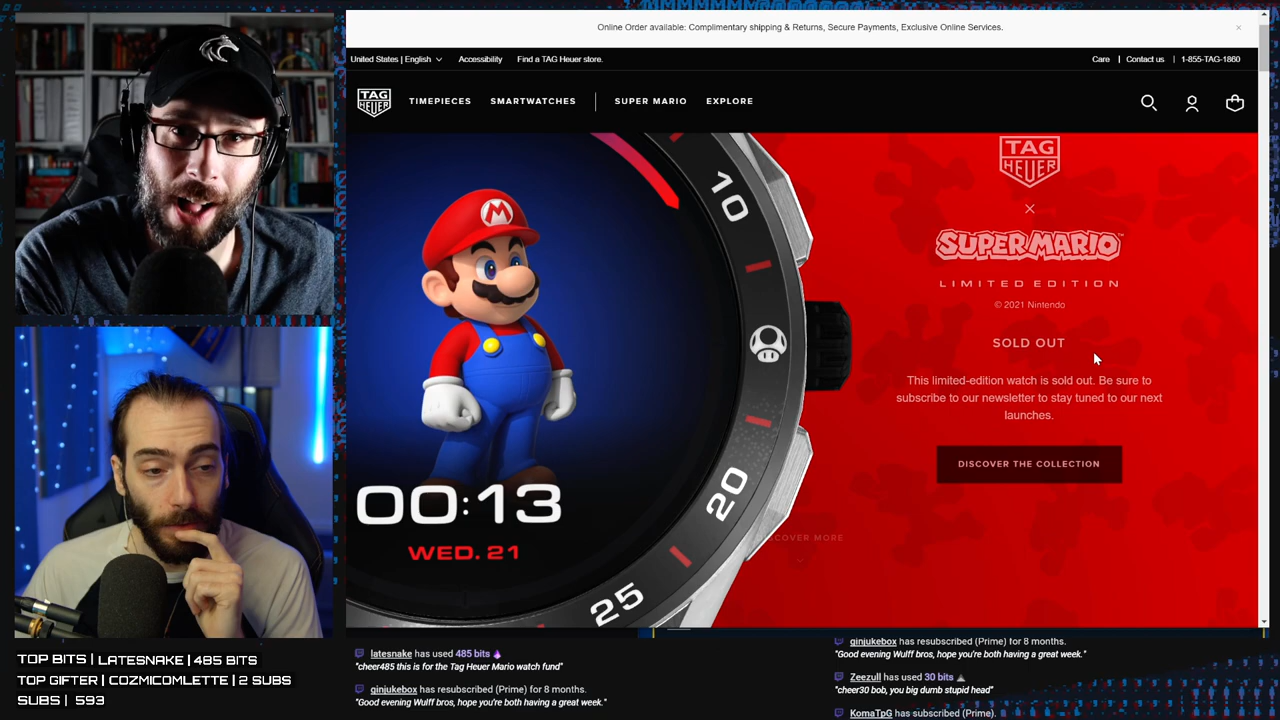 Online Order available: Complimentary shipping & Returns, Secure Payments, Exclusive Online Services.
United States | English
Accessibility
Find a TAG Heuer store.
Care | Contact us | 1-855-TAG-1860
TAG
HEUER
TIMEPIECES
SMARTWATCHES
SUPER MARIO
EXPLORE
M
10
20
25
00:13
WED. 21
TAG
HEUER
SUPER MARIO™
LIMITED EDITION
© 2021 Nintendo
SOLD OUT
This limited-edition watch is sold out. Be sure to
subscribe to our newsletter to stay tuned to our next
launches.
DISCOVER THE COLLECTION
COVER MORE
TOP BITS | LATESNAKE | 485 BITS
TOP GIFTER | COZMICOMLETTE | 2 SUBS
SUBS | 593
latesnake has used 485 bits
"cheer485 this is for the Tag Heuer Mario watch fund"
ginjukebox has resubscribed (Prime) for 8 months.
"Good evening Wulff bros, hope you're both having a great week."
ginjukebox has resubscribed (Prime) for 8 months.
"Good evening Wulff bros, hope you're both having a great week."
Zeezull has used 30 bits
"cheer30 bob, you big dumb stupid head"
KomaTpG has subscribed (Prime).